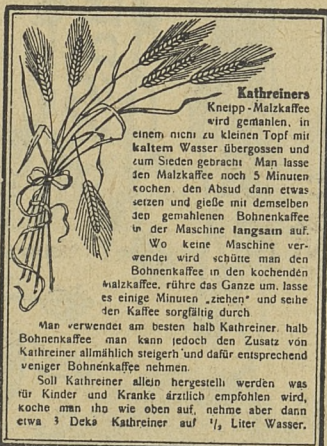 Kathreiners
Kneipp-Malzkaffee
wird gemahlen, in
einem nicht zu kleinen Topf mit
kaltem Wasser übergossen und
zum Sieden gebracht Man lasse
den Malzkaffee noch 5 Minuten
kochen, den Absud dann etwas
setzen und gieße mit demselben
den gemahlenen Bohnenkaffee
in der Maschine langsam auf.
Wo keine Maschine ver-
wendet wird schütte man den
Bohnenkaffee in den kochenden
Malzkaffee, rühre das Ganze um, lasse
es einige Minuten „ziehen" und seihe
den Kaffee sorgfältig durch
Man verwendet am besten halb Kathreiner, halb
Bohnenkaffee man kann jedoch den Zusatz von
Kathreiner allmählich steigern und dafür entsprechend
weniger Bohnenkaffee nehmen.
Soll Kathreiner allein hergestellt werden was
für Kinder und Kranke ärztlich empfohlen wird,
koche man ihn wie oben auf, nehme aber dann
etwa 3 Deka Kathreiner auf 1/2 Liter Wasser.